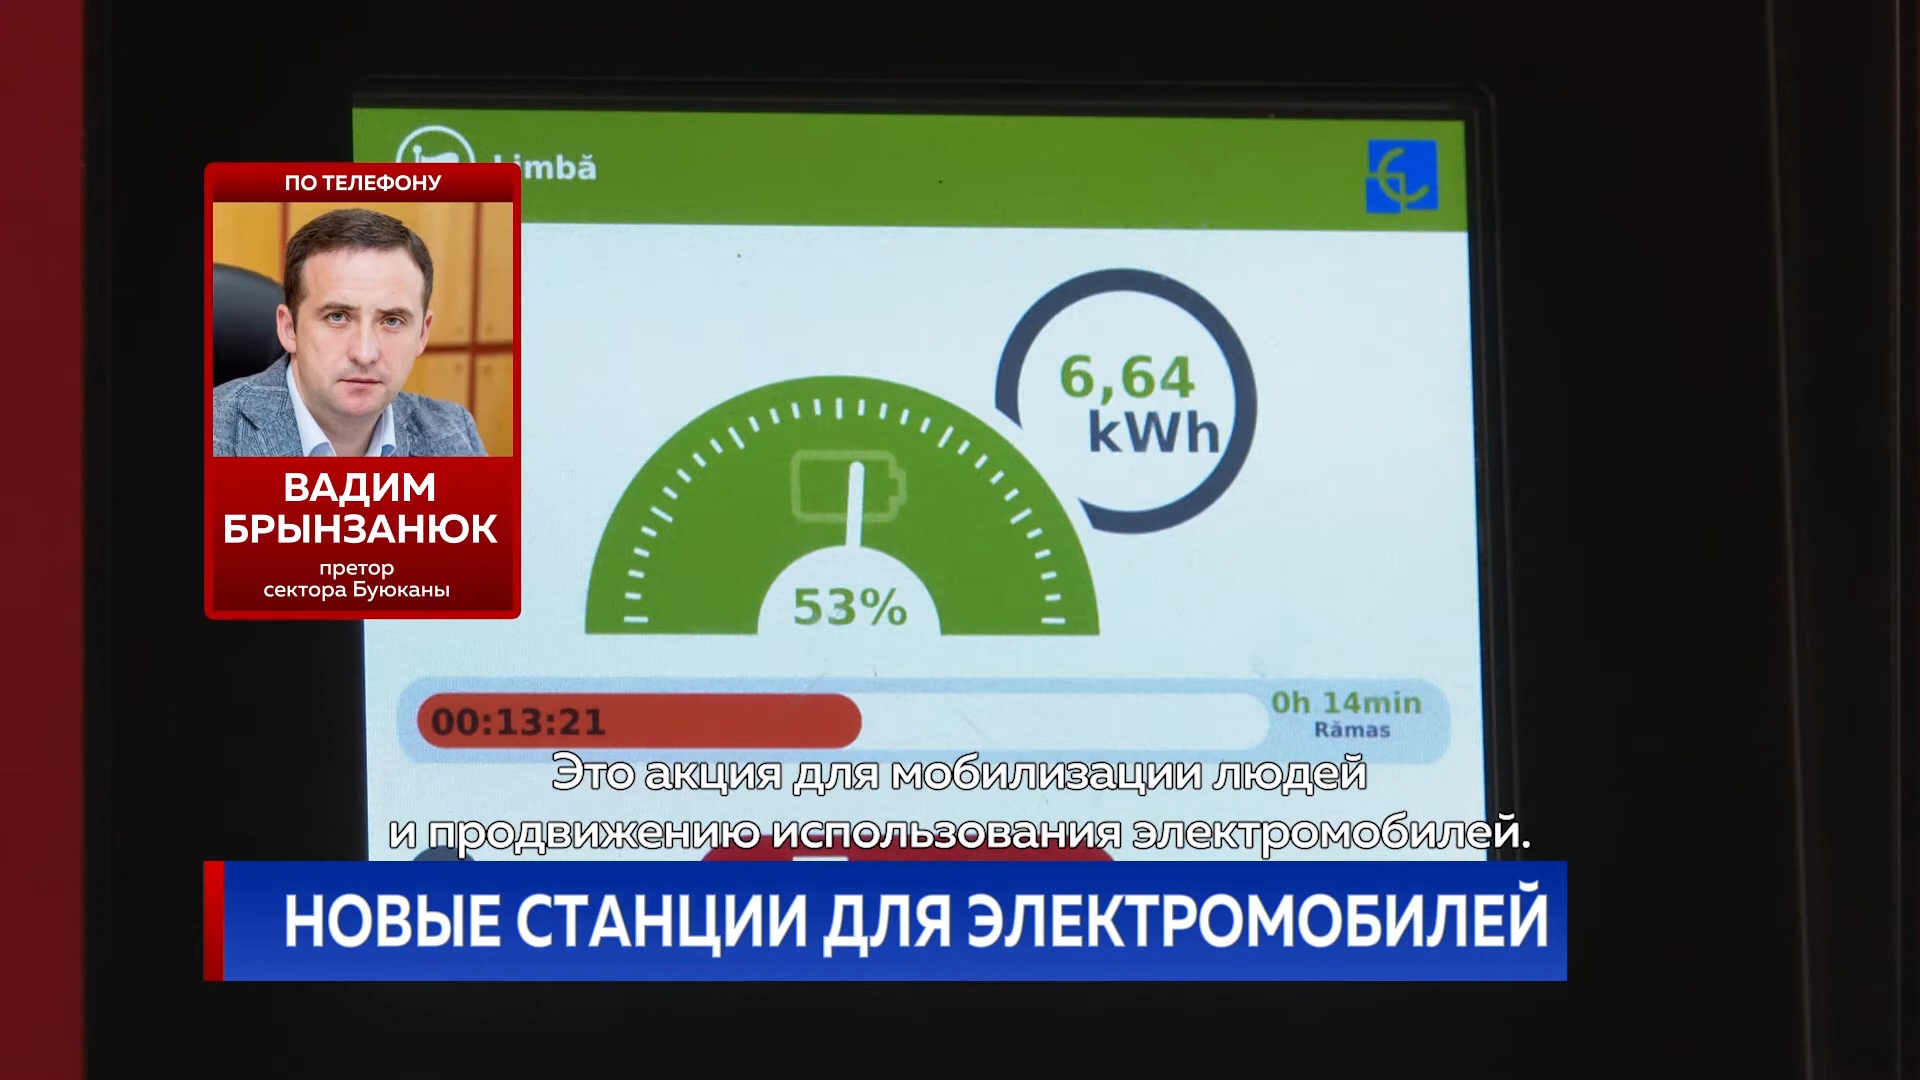 ПО ТЕЛЕФОНУ
Limbă
6,64
kWh
ВАДИМ
БРЫНЗАНЮК
претор
сектора Буюканы
53%
00:13:21
0h 14min
Rămas
Это акция для мобилизации людей
и продвижению использования электромобилей.
НОВЫЕ СТАНЦИИ ДЛЯ ЭЛЕКТРОМОБИЛЕЙ